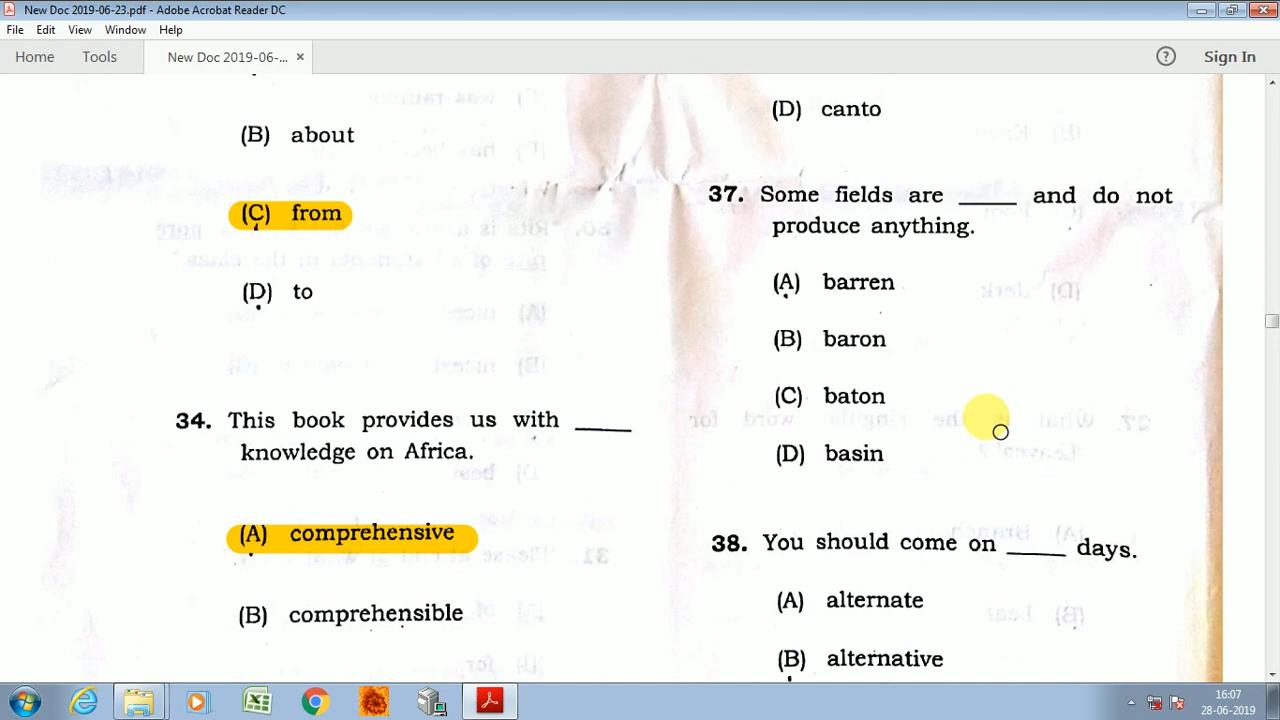 New Doc 2019-06-23.pdf - Adobe Acrobat Reader DC
File Edit View Window Help
Home Tools New Doc 2019-06-... × ? Sign In
(B) about
(C) from
(D) to
34. This book provides us with ____
knowledge on Africa.
(A) comprehensive
(B) comprehensible
(D) canto
37. Some fields are ____ and do not
produce anything.
(A) barren
(B) baron
(C) baton
(D) basin
38. You should come on ____ days.
(A) alternate
(B) alternative
16:07
28-06-2019